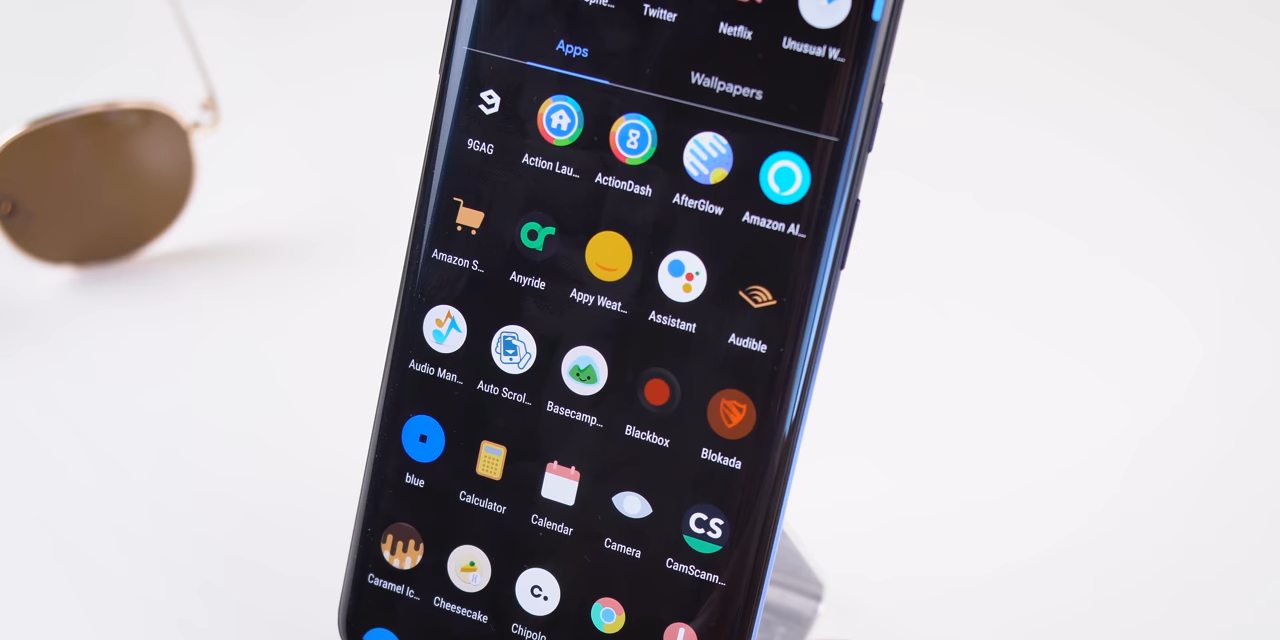 Twitter
Netflix
Unusual W...
Apps
Wallpapers
9GAG
Action Lau...
ActionDash
AfterGlow
Amazon Al...
Amazon S...
Anyride
Appy Weat...
Assistant
Audible
Audio Man...
Auto Scrol...
Basecamp...
Blackbox
Blokada
blue
Calculator
Calendar
Camera
CS
CamScann...
Caramel Ic...
Cheesecake
c.
Chipolo